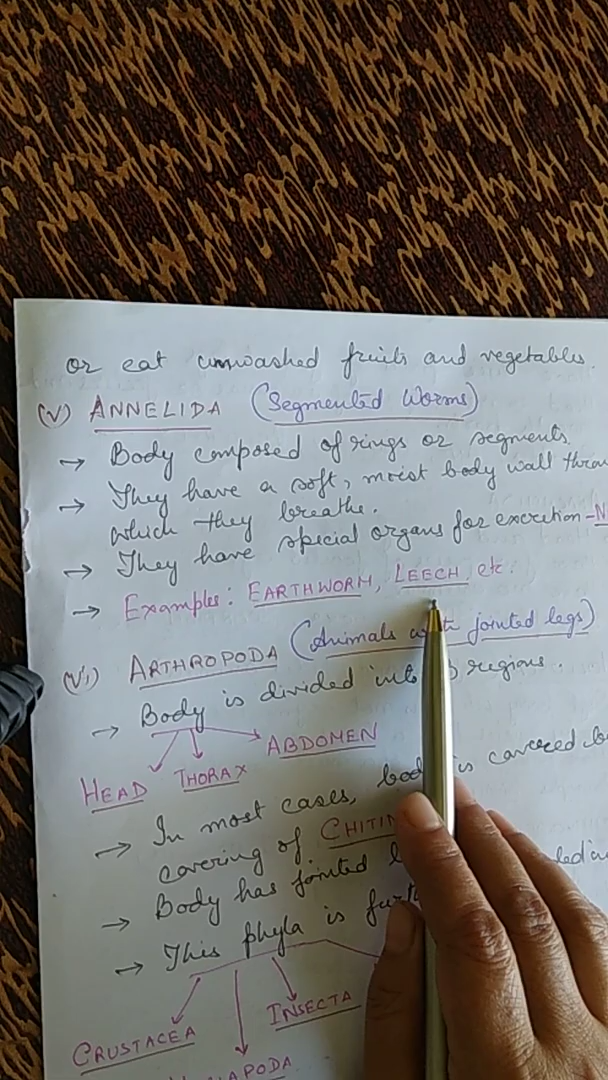 or eat unwashed fruits and vegetables.
(V) ANNELIDA (Segmented Worms)
→ Body composed of rings or segments.
→ They have a soft, moist body wall
which they breathe.
→ They have special organs for excretion -
→ Examples: EARTHWORM, LEECH, etc.
(Vi) ARTHROPODA (Animals with jointed legs)
→ Body is divided into regions.
HEAD THORAX ABDOMEN
→ In most cases, body is covered
covering of CHITIN
→ Body has jointed
→ This phyla is
CRUSTACEA INSECTA